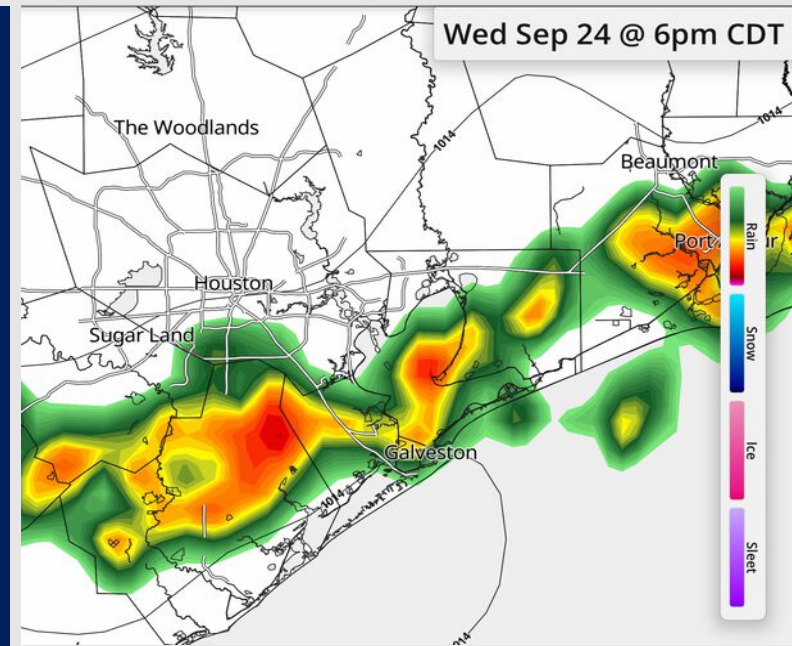 Wed Sep 24 @ 6pm CDT
1014
1014
The Woodlands
Beaumont
Rain
Port
Houston
Snow
Sugar Land
Ice
Galveston
1014
Sleet
1014